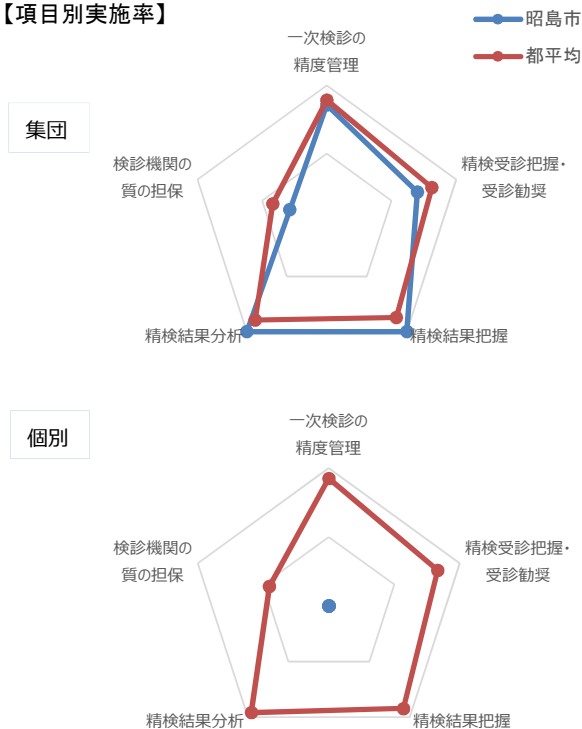 【項目別実施率】
昭島市
都平均
集団
一次検診の
精度管理
検診機関の
質の担保
精検受診把握・
受診勧奨
精検結果分析
精検結果把握
個別
一次検診の
精度管理
検診機関の
質の担保
精検受診把握・
受診勧奨
精検結果分析
精検結果把握